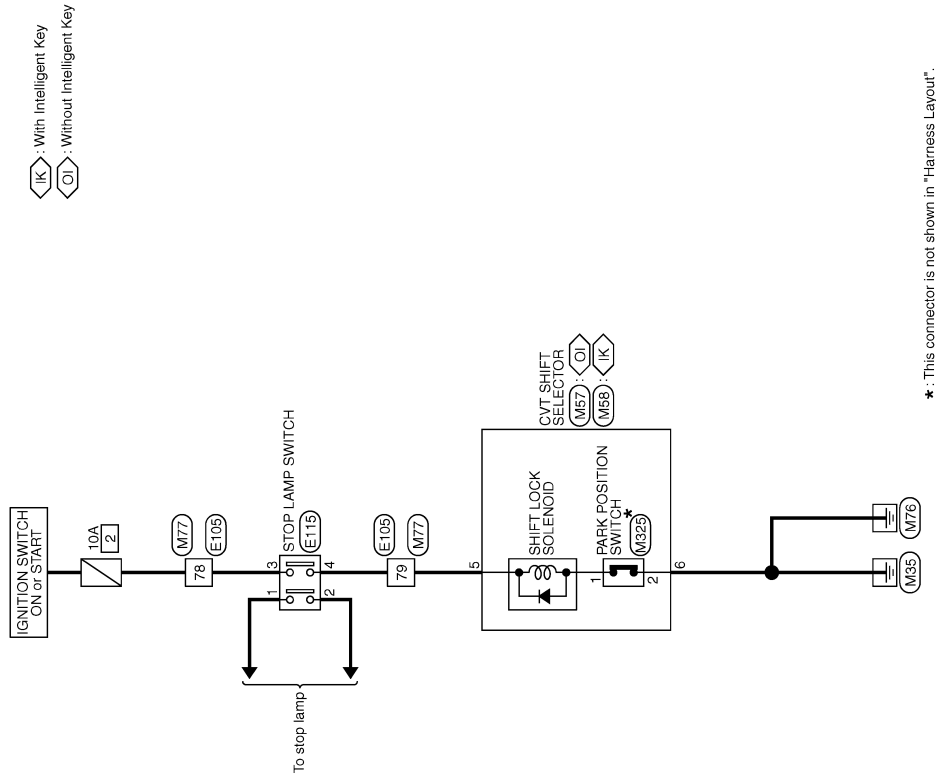 IGNITION SWITCH
ON or START
10A
2
M77
78
E105
1
3
STOP LAMP SWITCH
E115
2
4
To stop lamp
E105
79
M77
5
CVT SHIFT
SELECTOR
M57 : OI
M58 : IK
SHIFT LOCK
SOLENOID
PARK POSITION
SWITCH*
M325
1
2
6
M35
M76
IK : With Intelligent Key
OI : Without Intelligent Key
* : This connector is not shown in "Harness Layout".